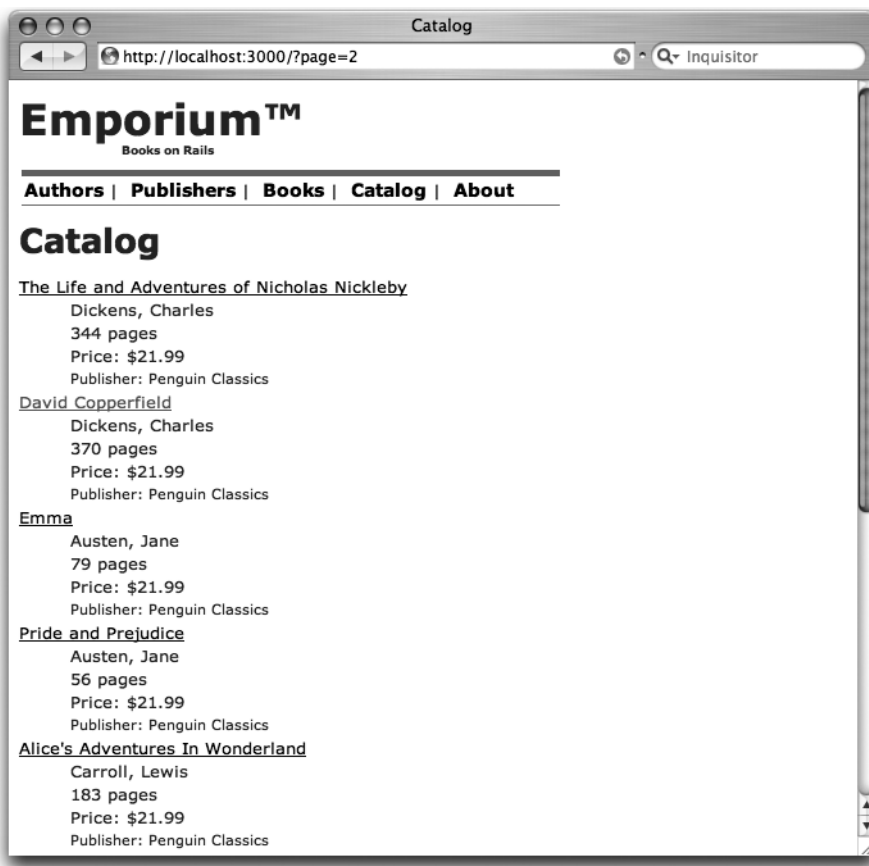 Catalog
http://localhost:3000/?page=2
Inquisitor
Emporium™
Books on Rails
Authors | Publishers | Books | Catalog | About
Catalog
The Life and Adventures of Nicholas Nickleby
Dickens, Charles
344 pages
Price: $21.99
Publisher: Penguin Classics
David Copperfield
Dickens, Charles
370 pages
Price: $21.99
Publisher: Penguin Classics
Emma
Austen, Jane
79 pages
Price: $21.99
Publisher: Penguin Classics
Pride and Prejudice
Austen, Jane
56 pages
Price: $21.99
Publisher: Penguin Classics
Alice's Adventures In Wonderland
Carroll, Lewis
183 pages
Price: $21.99
Publisher: Penguin Classics